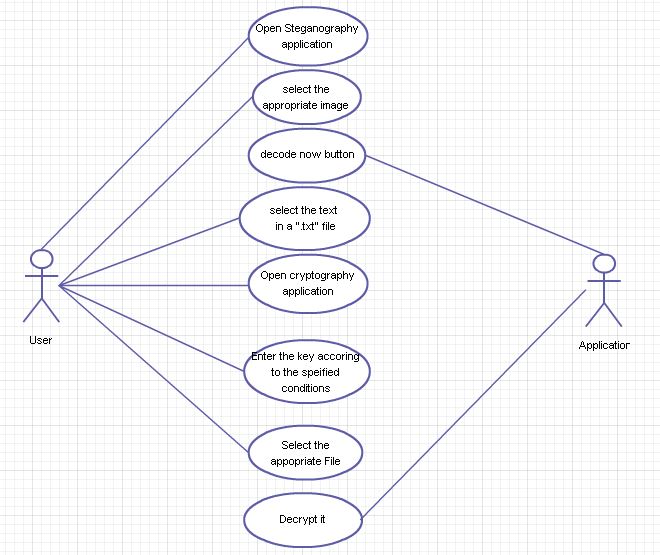 Open Steganography
application
select the
appropriate image
decode now button
select the text
in a ".txt" file
Open cryptography
application
User
Application
Enter the key accoring
to the speified
conditions
Select the
appopriate File
Decrypt it